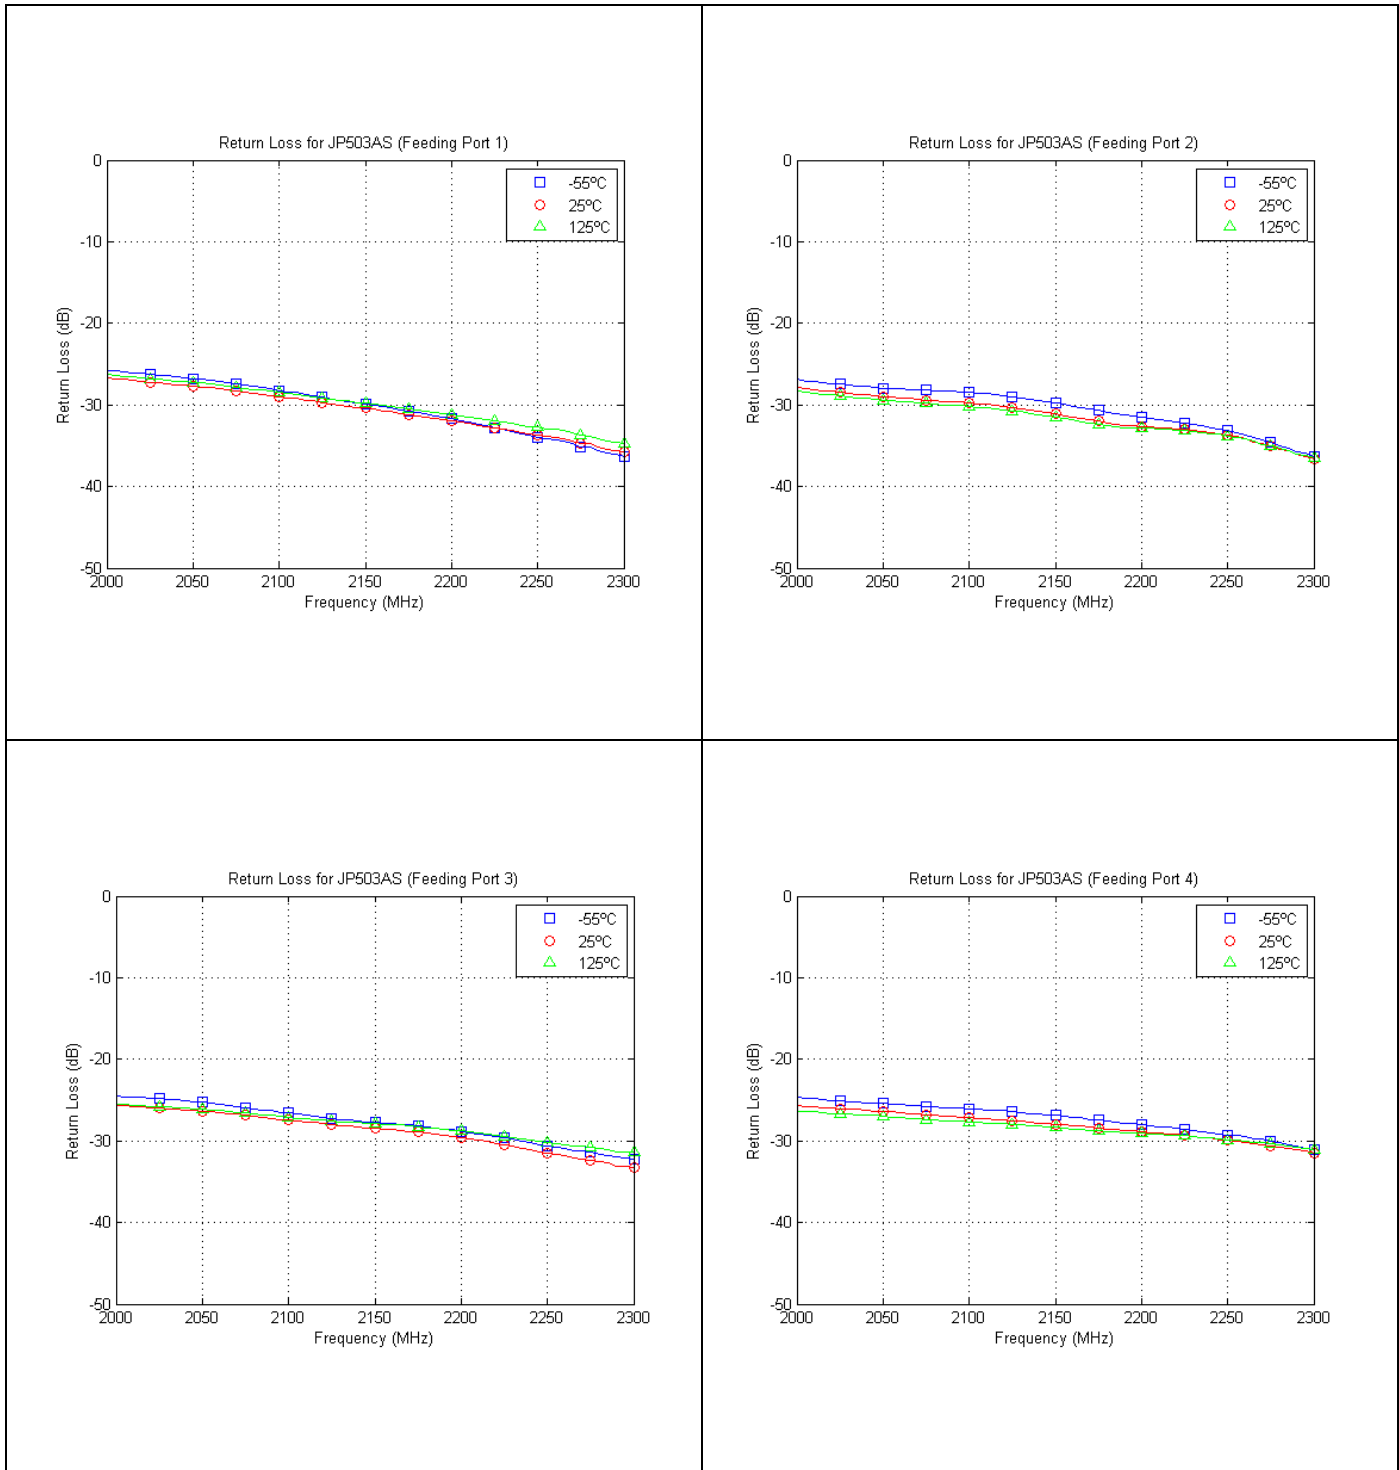 Return Loss for JP503AS (Feeding Port 1)
0
-10
-20
-30
-40
-50
Return Loss (dB)
-55ºC
25ºC
125ºC
2000 2050 2100 2150 2200 2250 2300
Frequency (MHz)
Return Loss for JP503AS (Feeding Port 2)
0
-10
-20
-30
-40
-50
Return Loss (dB)
-55ºC
25ºC
125ºC
2000 2050 2100 2150 2200 2250 2300
Frequency (MHz)
Return Loss for JP503AS (Feeding Port 3)
0
-10
-20
-30
-40
-50
Return Loss (dB)
-55ºC
25ºC
125ºC
2000 2050 2100 2150 2200 2250 2300
Frequency (MHz)
Return Loss for JP503AS (Feeding Port 4)
0
-10
-20
-30
-40
-50
Return Loss (dB)
-55ºC
25ºC
125ºC
2000 2050 2100 2150 2200 2250 2300
Frequency (MHz)